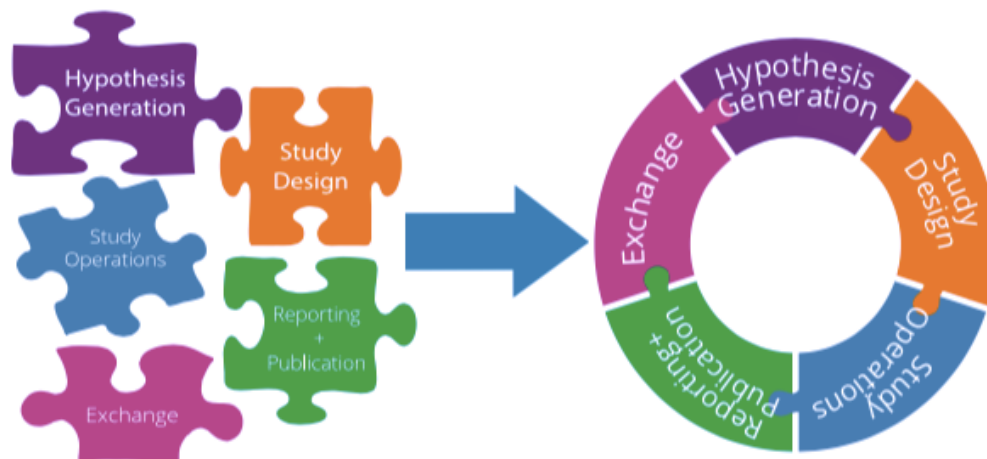 Hypothesis
Generation
Study
Design
Study
Operations
Reporting
+
Publication
Exchange
Hypothesis
Generation
Study
Design
Study
Operations
Reporting+
Publication
Exchange